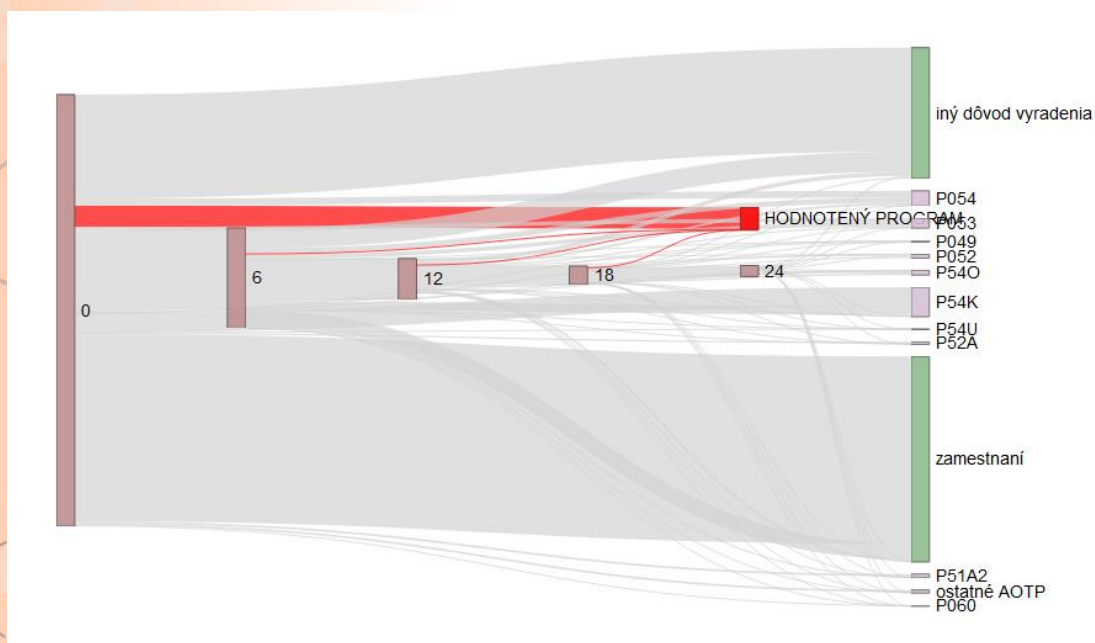 iný dôvod vyradenia
P054
HODNOTENÝ PROGRAM
P053
P049
P052
24
P54O
6
12
18
P54K
0
P54U
P52A
zamestnaní
P51A2
ostatné AOTP
P060